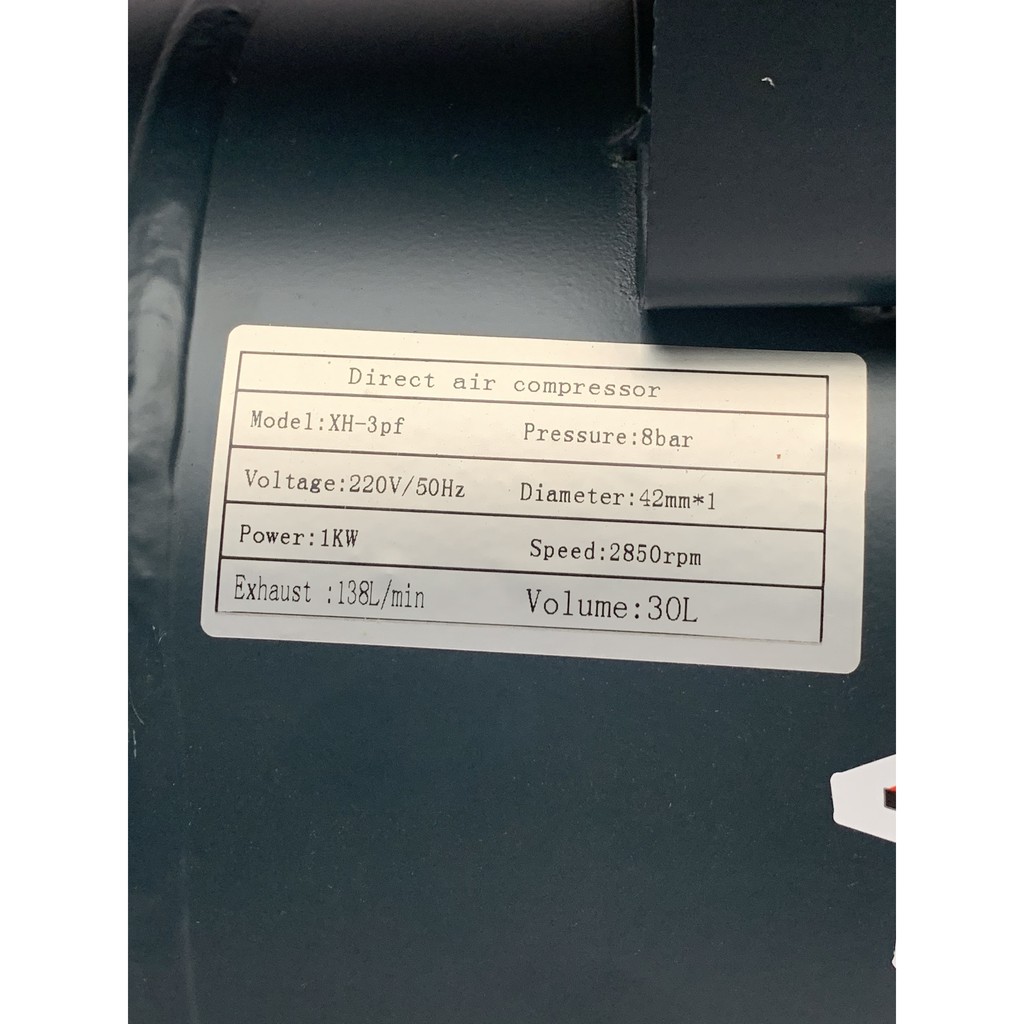 Direct air compressor
Model:XH-3pf Pressure:8bar
Voltage:220V/50Hz Diameter:42mm*1
Power:1KW Speed:2850rpm
Exhaust :138L/min Volume:30L